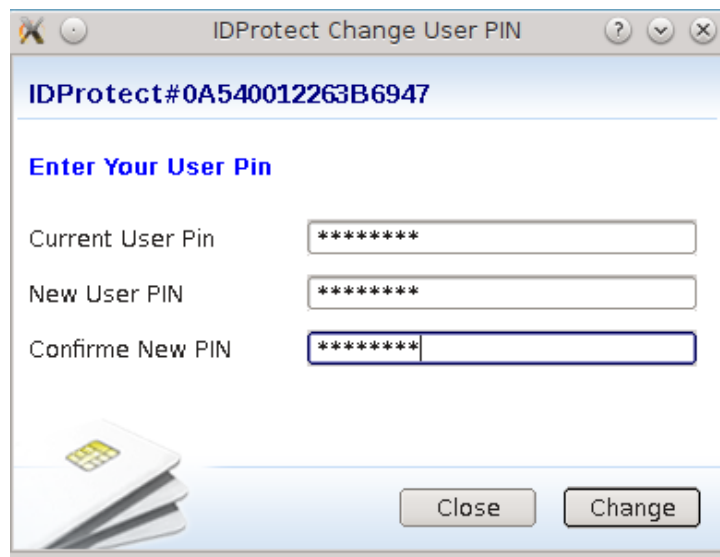 IDProtect Change User PIN
IDProtect#0A540012263B6947
Enter Your User Pin
Current User Pin ********
New User PIN ********
Confirme New PIN ********
Close Change